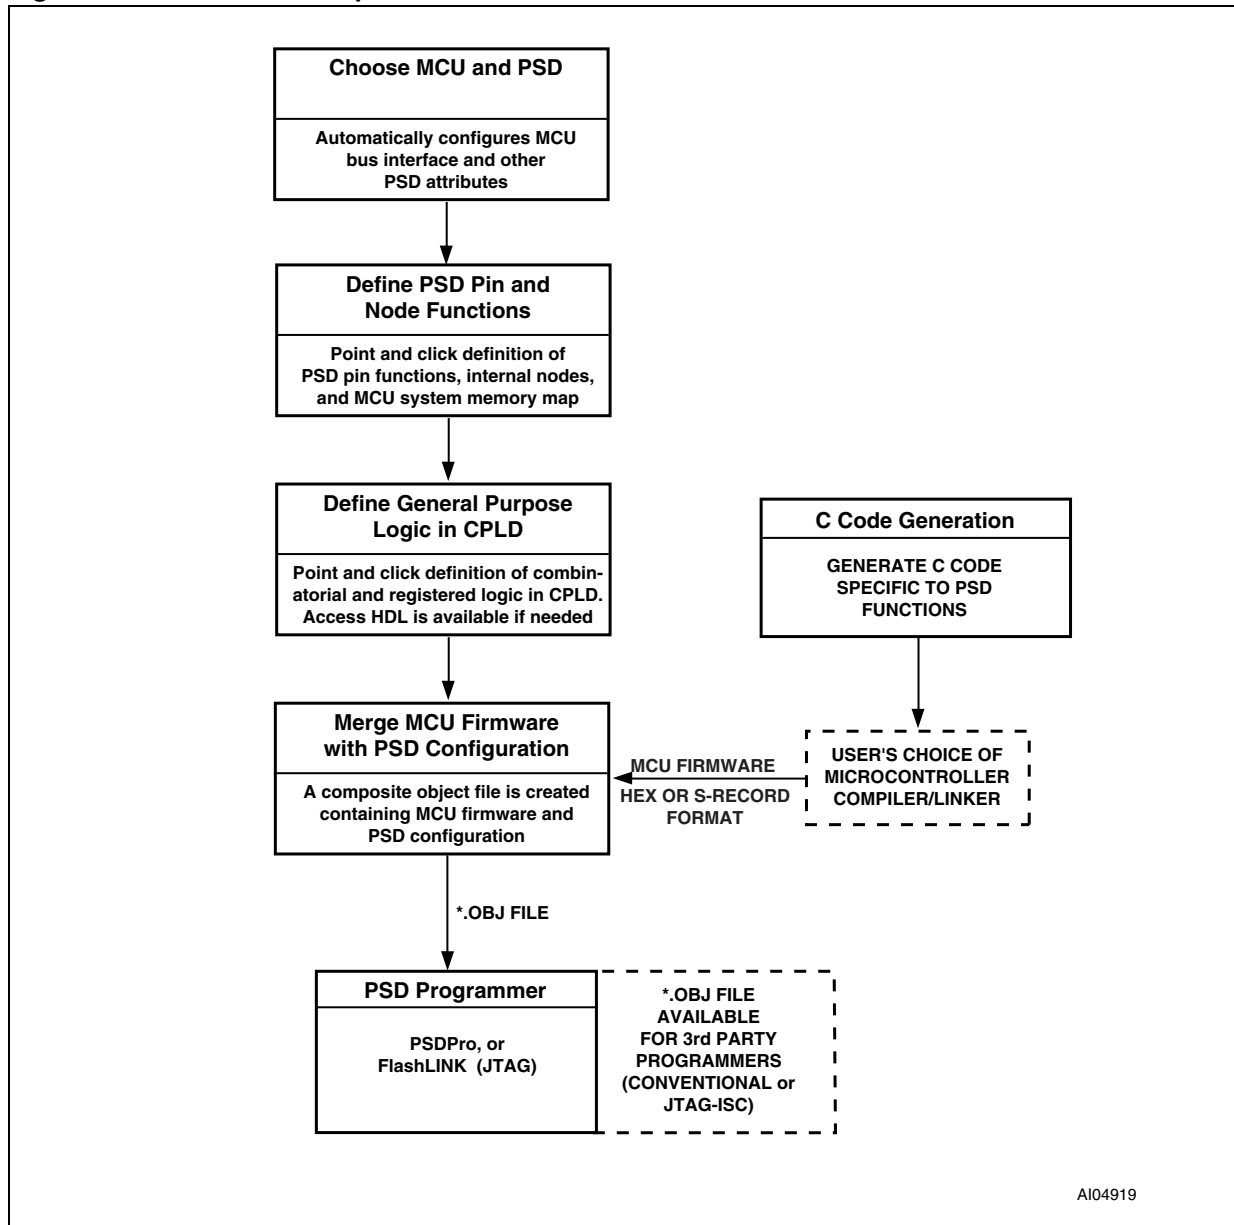 Choose MCU and PSD
Automatically configures MCU
bus interface and other
PSD attributes
Define PSD Pin and
Node Functions
Point and click definition of
PSD pin functions, internal nodes,
and MCU system memory map
Define General Purpose
Logic in CPLD
Point and click definition of combin-
atorial and registered logic in CPLD.
Access HDL is available if needed
C Code Generation
GENERATE C CODE
SPECIFIC TO PSD
FUNCTIONS
Merge MCU Firmware
with PSD Configuration
A composite object file is created
containing MCU firmware and
PSD configuration
MCU FIRMWARE
HEX OR S-RECORD
FORMAT
USER'S CHOICE OF
MICROCONTROLLER
COMPILER/LINKER
*.OBJ FILE
PSD Programmer
PSDPro, or
FlashLINK (JTAG)
*.OBJ FILE
AVAILABLE
FOR 3rd PARTY
PROGRAMMERS
(CONVENTIONAL or
JTAG-ISC)
AI04919